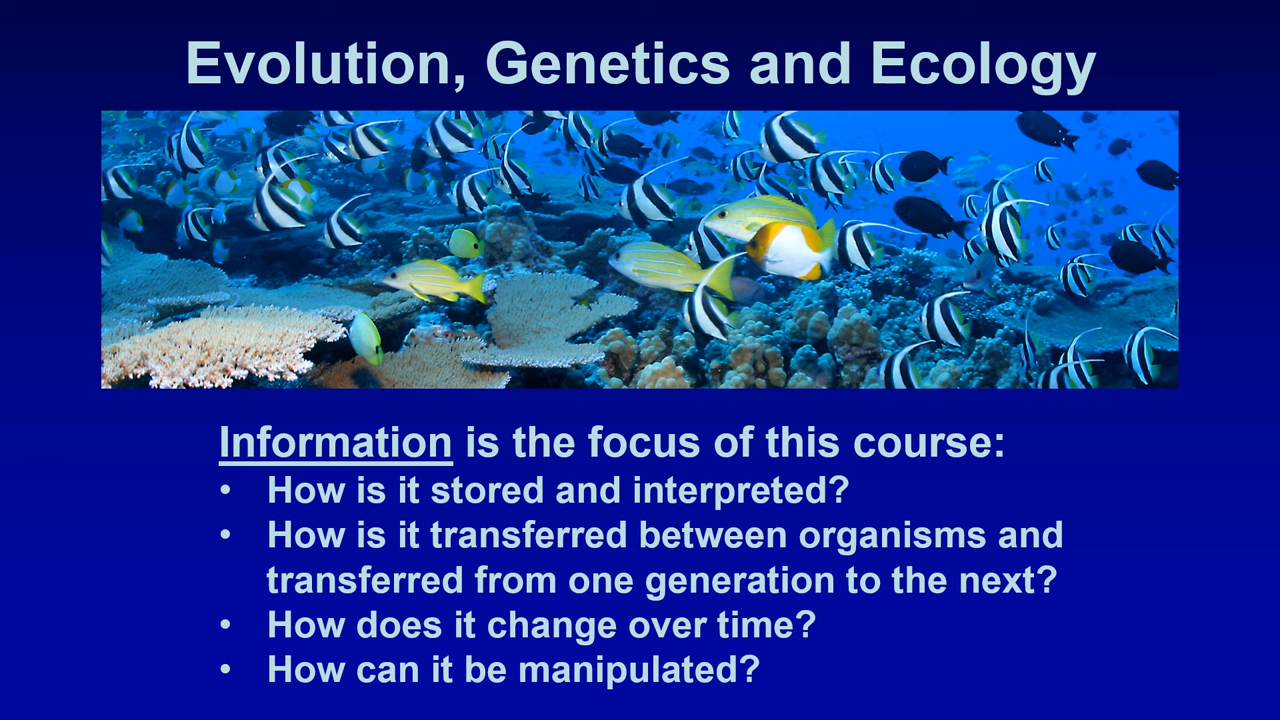 Evolution, Genetics and Ecology
Information is the focus of this course:
• How is it stored and interpreted?
• How is it transferred between organisms and
transferred from one generation to the next?
• How does it change over time?
• How can it be manipulated?